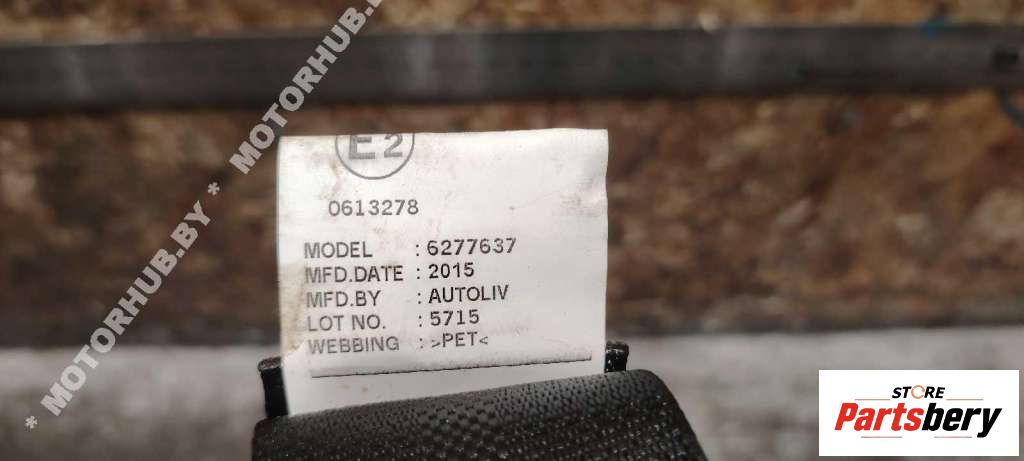 E2
0613278
MODEL : 6277637
MFD.DATE : 2015
MFD.BY : AUTOLIV
LOT NO. : 5715
WEBBING : >PET<
* MOTORHUB.BY * MOTORHUB.BY
STORE
Partsbery